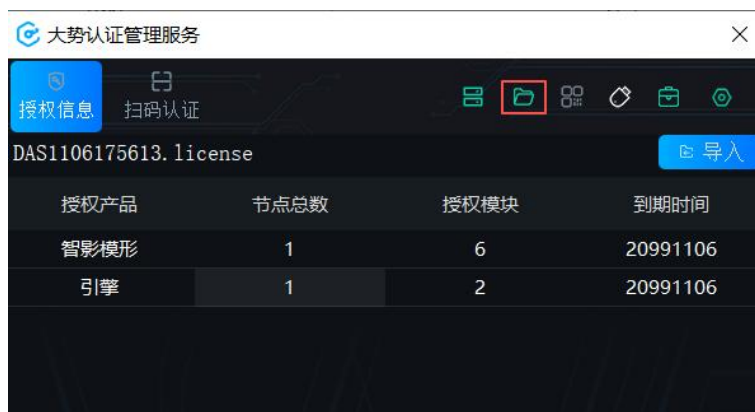 大势认证管理服务
授权信息 扫码认证
DAS1106175613.license 导入
授权产品 节点总数 授权模块 到期时间
智影模形 1 6 20991106
引擎 1 2 20991106